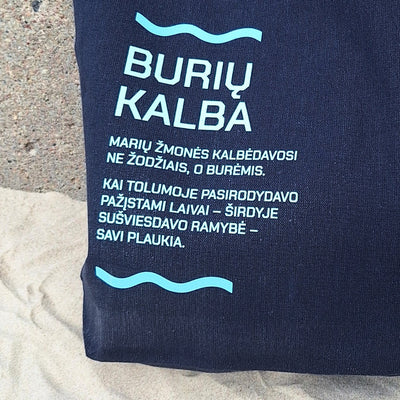 BURIŲ
KALBA
MARIŲ ŽMONĖS KALBĖDAVOSI
NE ŽODŽIAIS, O BURĖMIS.
KAI TOLUMOJE PASIRODYDAVO
PAŽĮSTAMI LAIVAI – ŠIRDYJE
SUŠVIESDAVO RAMYBĖ –
SAVI PLAUKIA.